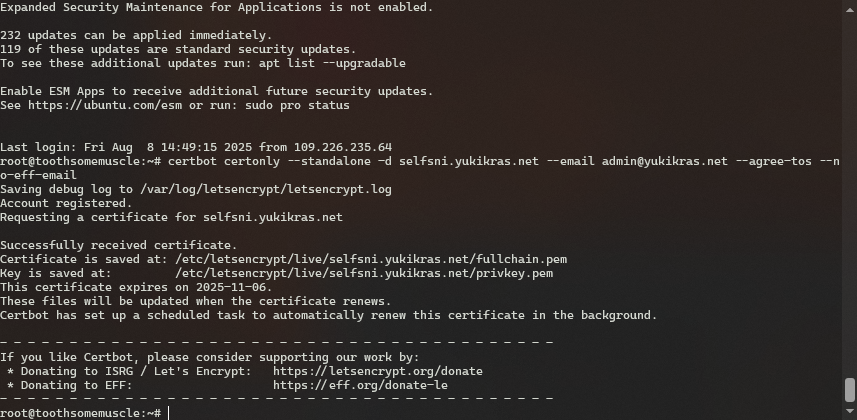 Expanded Security Maintenance for Applications is not enabled.
232 updates can be applied immediately.
119 of these updates are standard security updates.
To see these additional updates run: apt list --upgradable
Enable ESM Apps to receive additional future security updates.
See https://ubuntu.com/esm or run: sudo pro status
Last login: Fri Aug  8 14:49:15 2025 from 109.226.235.64
root@toothsomemuscle:~# certbot certonly --standalone -d selfsni.yukikras.net --email admin@yukikras.net --agree-tos --n
o-eff-email
Saving debug log to /var/log/letsencrypt/letsencrypt.log
Account registered.
Requesting a certificate for selfsni.yukikras.net
Successfully received certificate.
Certificate is saved at: /etc/letsencrypt/live/selfsni.yukikras.net/fullchain.pem
Key is saved at:         /etc/letsencrypt/live/selfsni.yukikras.net/privkey.pem
This certificate expires on 2025-11-06.
These files will be updated when the certificate renews.
Certbot has set up a scheduled task to automatically renew this certificate in the background.
- - - - - - - - - - - - - - - - - - - - - - - - - - - - - - - - - - - - - - - -
If you like Certbot, please consider supporting our work by:
 * Donating to ISRG / Let's Encrypt:   https://letsencrypt.org/donate
 * Donating to EFF:                    https://eff.org/donate-le
- - - - - - - - - - - - - - - - - - - - - - - - - - - - - - - - - - - - - - - -
root@toothsomemuscle:~#